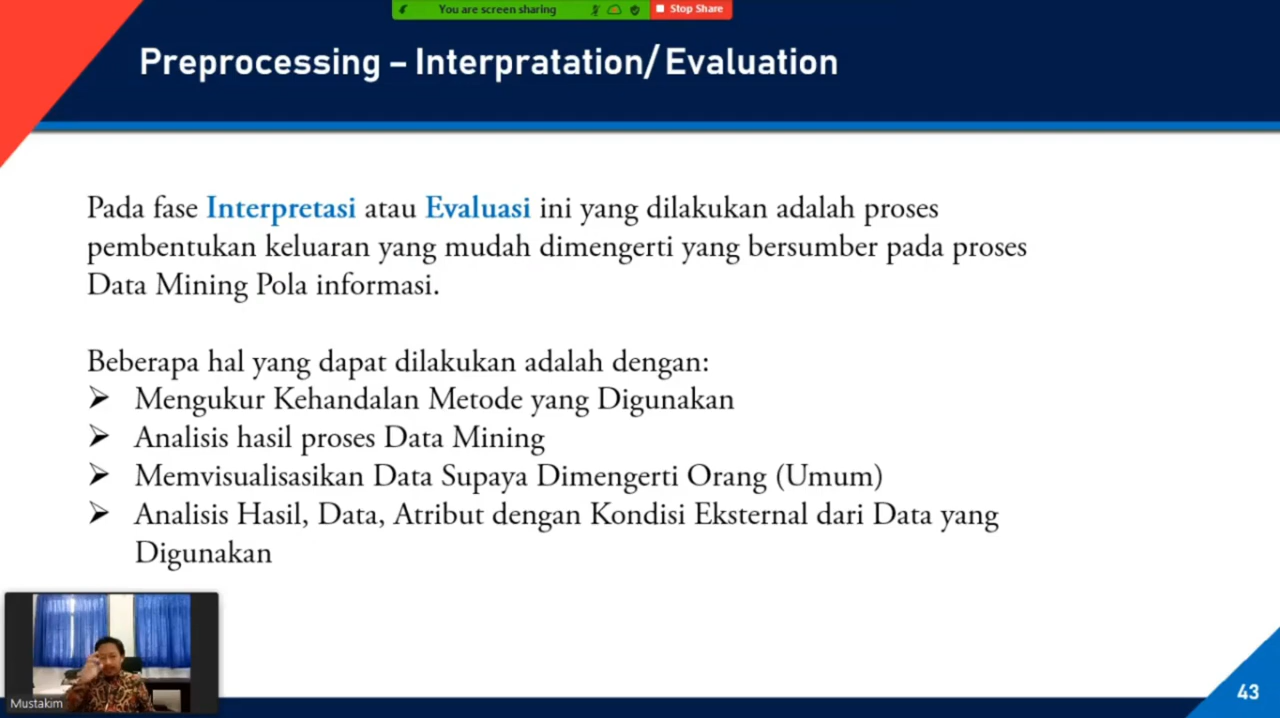 You are screen sharing
Stop Share
Preprocessing – Interpratation/Evaluation
Pada fase Interpretasi atau Evaluasi ini yang dilakukan adalah proses
pembentukan keluaran yang mudah dimengerti yang bersumber pada proses
Data Mining Pola informasi.
Beberapa hal yang dapat dilakukan adalah dengan:
➢ Mengukur Kehandalan Metode yang Digunakan
➢ Analisis hasil proses Data Mining
➢ Memvisualisasikan Data Supaya Dimengerti Orang (Umum)
➢ Analisis Hasil, Data, Atribut dengan Kondisi Eksternal dari Data yang
Digunakan
Mustakim
43